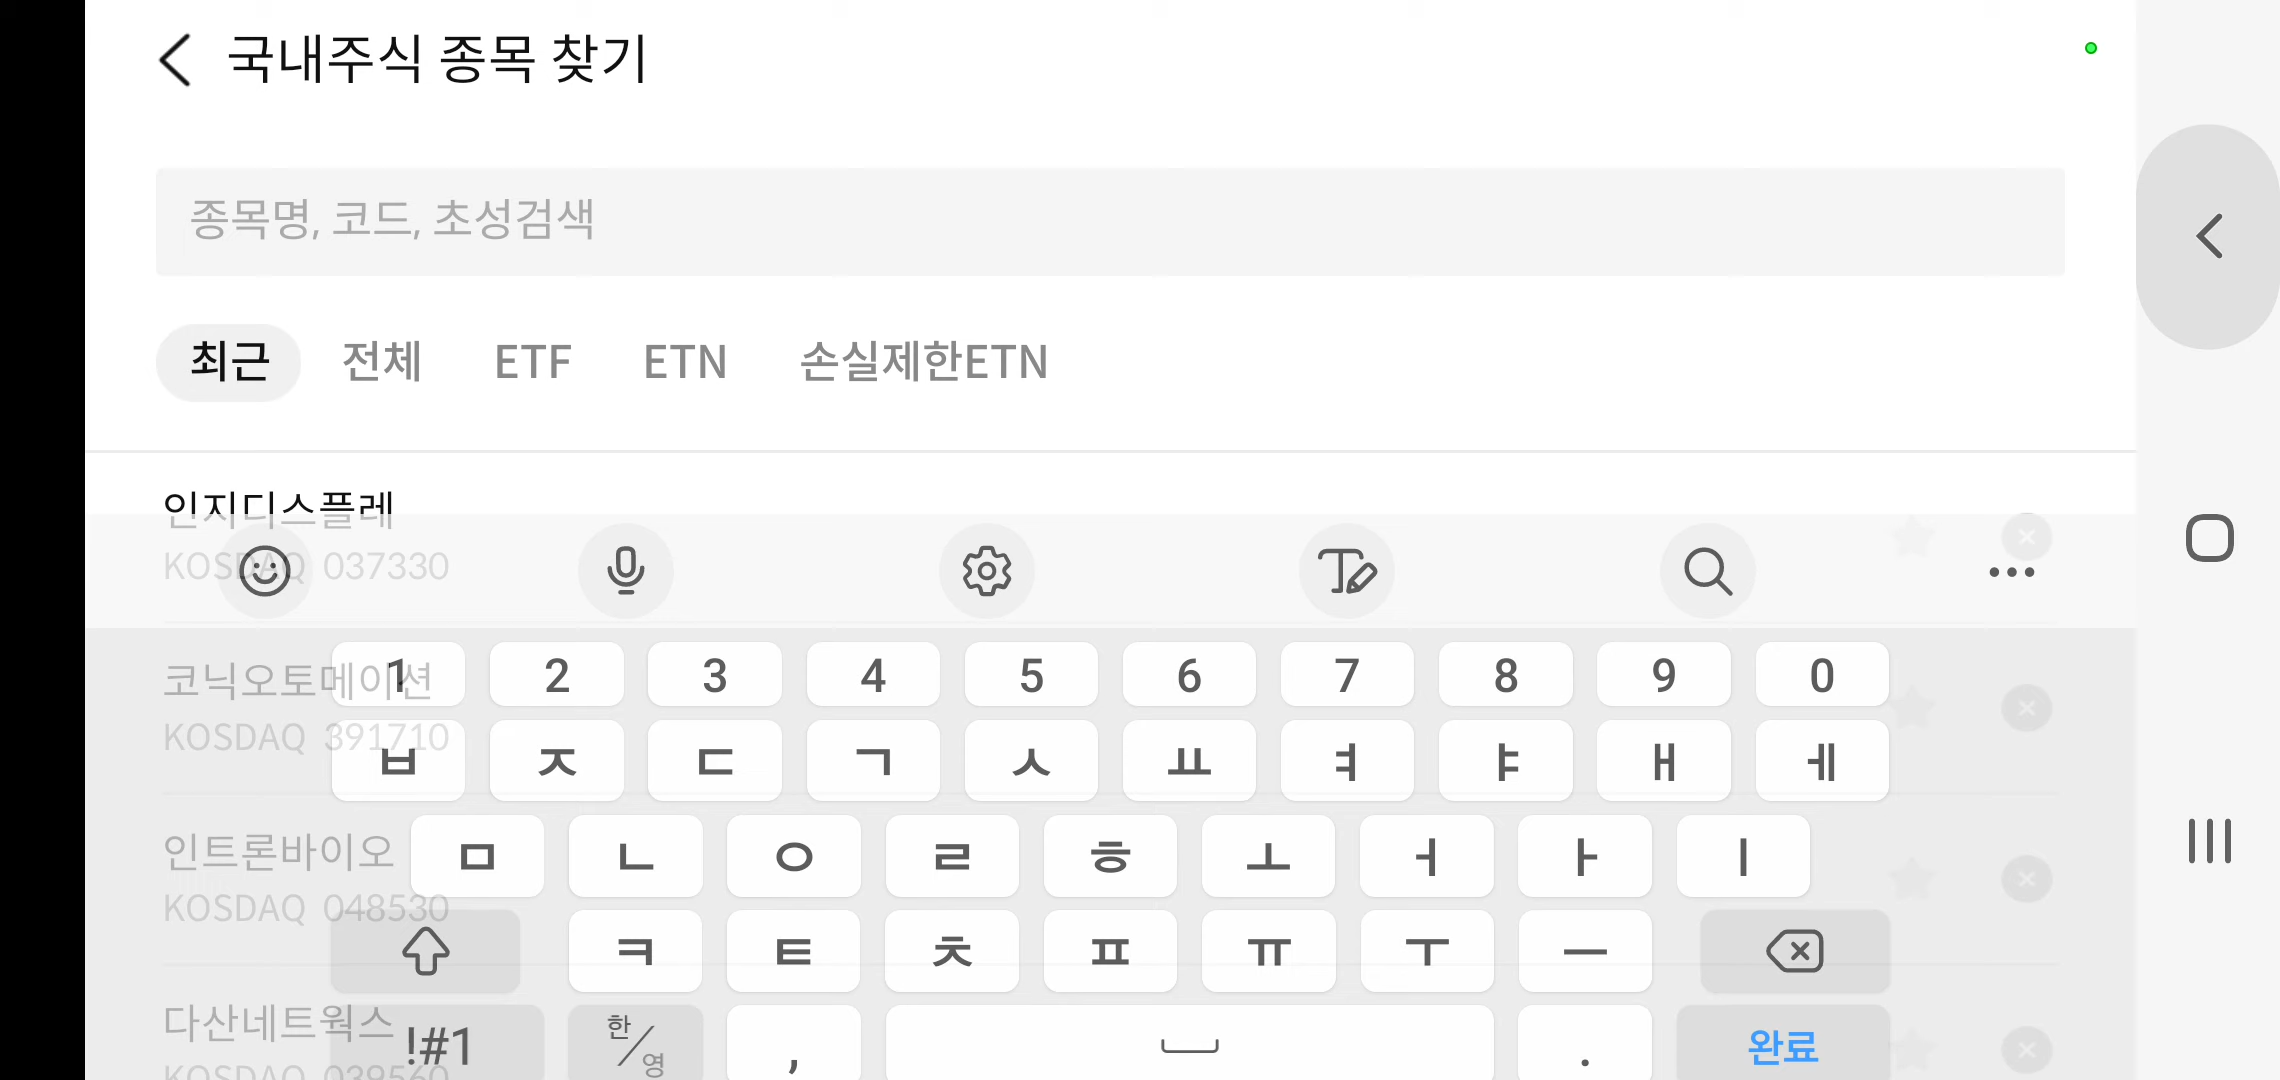 국내주식 종목 찾기
종목명, 코드, 초성검색
최근 전체 ETF ETN 손실제한ETN
인지디스플레
KOSDAQ 037330
1 2 3 4 5 6 7 8 9 0
코닉오토메이션
KOSDAQ 391710
ㅂ ㅈ ㄷ ㄱ ㅅ ㅛ ㅕ ㅑ ㅐ ㅔ
인트론바이오
ㅁ ㄴ ㅇ ㄹ ㅎ ㅗ ㅓ ㅏ ㅣ
KOSDAQ 048530
ㅋ ㅌ ㅊ ㅍ ㅠ ㅜ ㅡ
다산네트웍스
!#1 한/영 , . 완료
KOSDAQ 039560